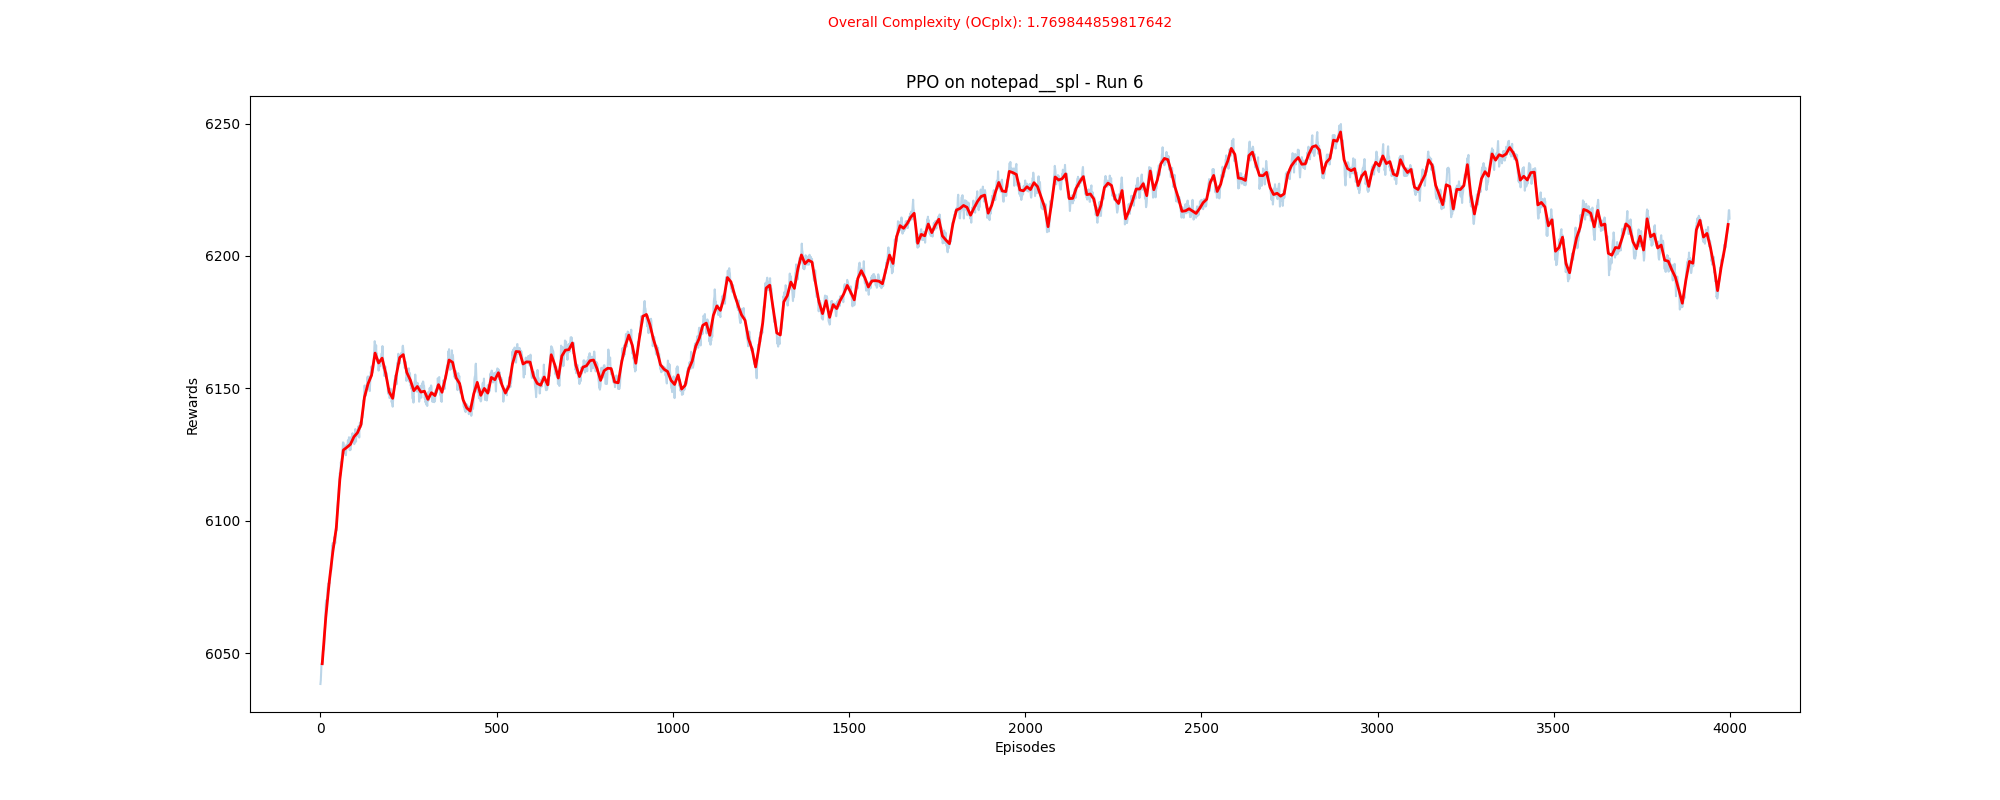 Overall Complexity (OCplx): 1.769844859817642
PPO on notepad__spl - Run 6
6250
6200
6150
6100
6050
Rewards
0 500 1000 1500 2000 2500 3000 3500 4000
Episodes